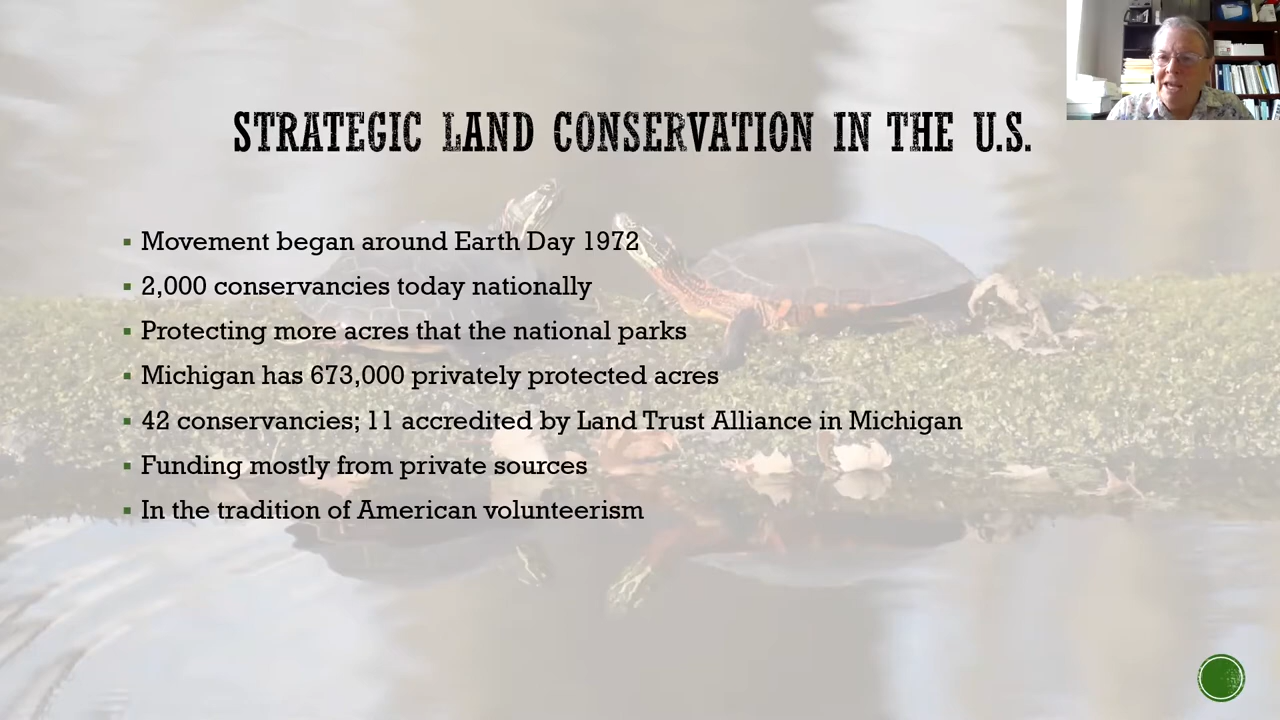 STRATEGIC LAND CONSERVATION IN THE U.S.
Movement began around Earth Day 1972
2,000 conservancies today nationally
Protecting more acres that the national parks
Michigan has 673,000 privately protected acres
42 conservancies; 11 accredited by Land Trust Alliance in Michigan
Funding mostly from private sources
In the tradition of American volunteerism